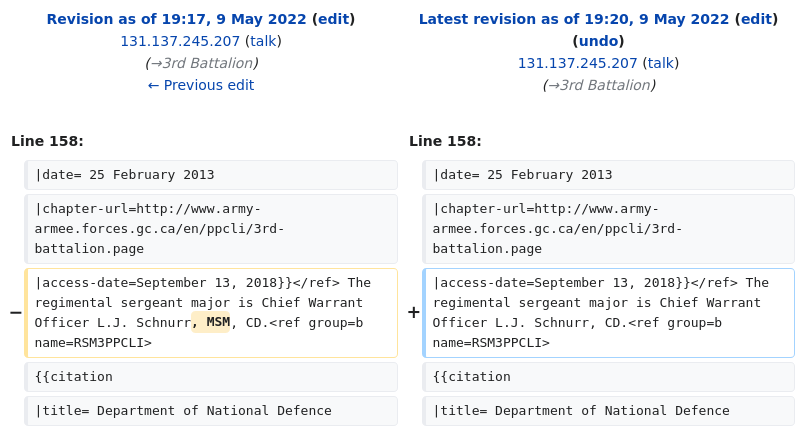 Revision as of 19:17, 9 May 2022 (edit)
131.137.245.207 (talk)
(→3rd Battalion)
← Previous edit
Latest revision as of 19:20, 9 May 2022 (edit)
(undo)
131.137.245.207 (talk)
(→3rd Battalion)
Line 158:
Line 158:
|date= 25 February 2013
|date= 25 February 2013
|chapter-url=http://www.army-
armee.forces.gc.ca/en/ppcli/3rd-
battalion.page
|chapter-url=http://www.army-
armee.forces.gc.ca/en/ppcli/3rd-
battalion.page
−
|access-date=September 13, 2018}}</ref> The
regimental sergeant major is Chief Warrant
Officer L.J. Schnurr, MSM, CD.<ref group=b
name=RSM3PPCLI>
+
|access-date=September 13, 2018}}</ref> The
regimental sergeant major is Chief Warrant
Officer L.J. Schnurr, CD.<ref group=b
name=RSM3PPCLI>
{{citation
{{citation
|title= Department of National Defence
|title= Department of National Defence